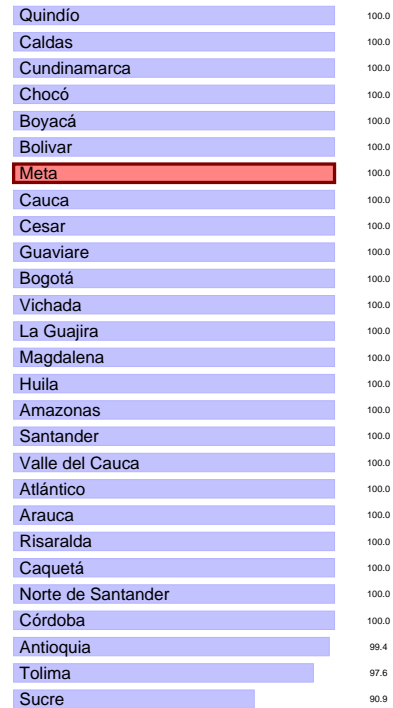 Quindío 100.0
Caldas 100.0
Cundinamarca 100.0
Chocó 100.0
Boyacá 100.0
Bolivar 100.0
Meta 100.0
Cauca 100.0
Cesar 100.0
Guaviare 100.0
Bogotá 100.0
Vichada 100.0
La Guajira 100.0
Magdalena 100.0
Huila 100.0
Amazonas 100.0
Santander 100.0
Valle del Cauca 100.0
Atlántico 100.0
Arauca 100.0
Risaralda 100.0
Caquetá 100.0
Norte de Santander 100.0
Córdoba 100.0
Antioquia 99.4
Tolima 97.6
Sucre 90.9